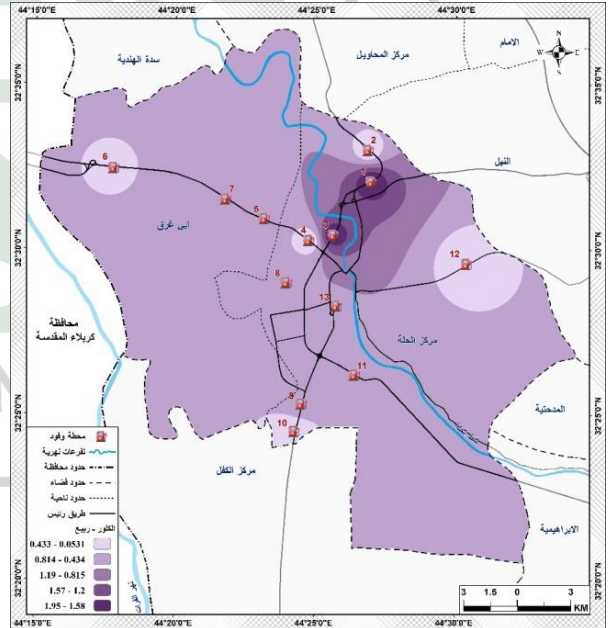 44°15'0"E 44°20'0"E 44°25'0"E 44°30'0"E
سدة الهندية
مركز المحاويل
الامام
W E
N
S
32°35'0"N 32°35'0"N
النيل
2
1
6
7
5
3
4
ابي غرق
32°30'0"N 32°30'0"N
12
8
13
محافظة
كربلاء المقدسة
مركز الحلة
11
9
المدحتية
10
32°25'0"N 32°25'0"N
مركز الكفل
الابراهيمية
محطة وقود
تفرعات نهرية
حدود محافظة
حدود قضاء
حدود ناحية
طريق رئيس
الكلور - ربيع
0.433 - 0.0531
0.814 - 0.434
1.19 - 0.815
1.57 - 1.2
1.95 - 1.58
32°20'0"N 32°20'0"N
3 1.5 0 3
KM
44°15'0"E 44°20'0"E 44°25'0"E 44°30'0"E